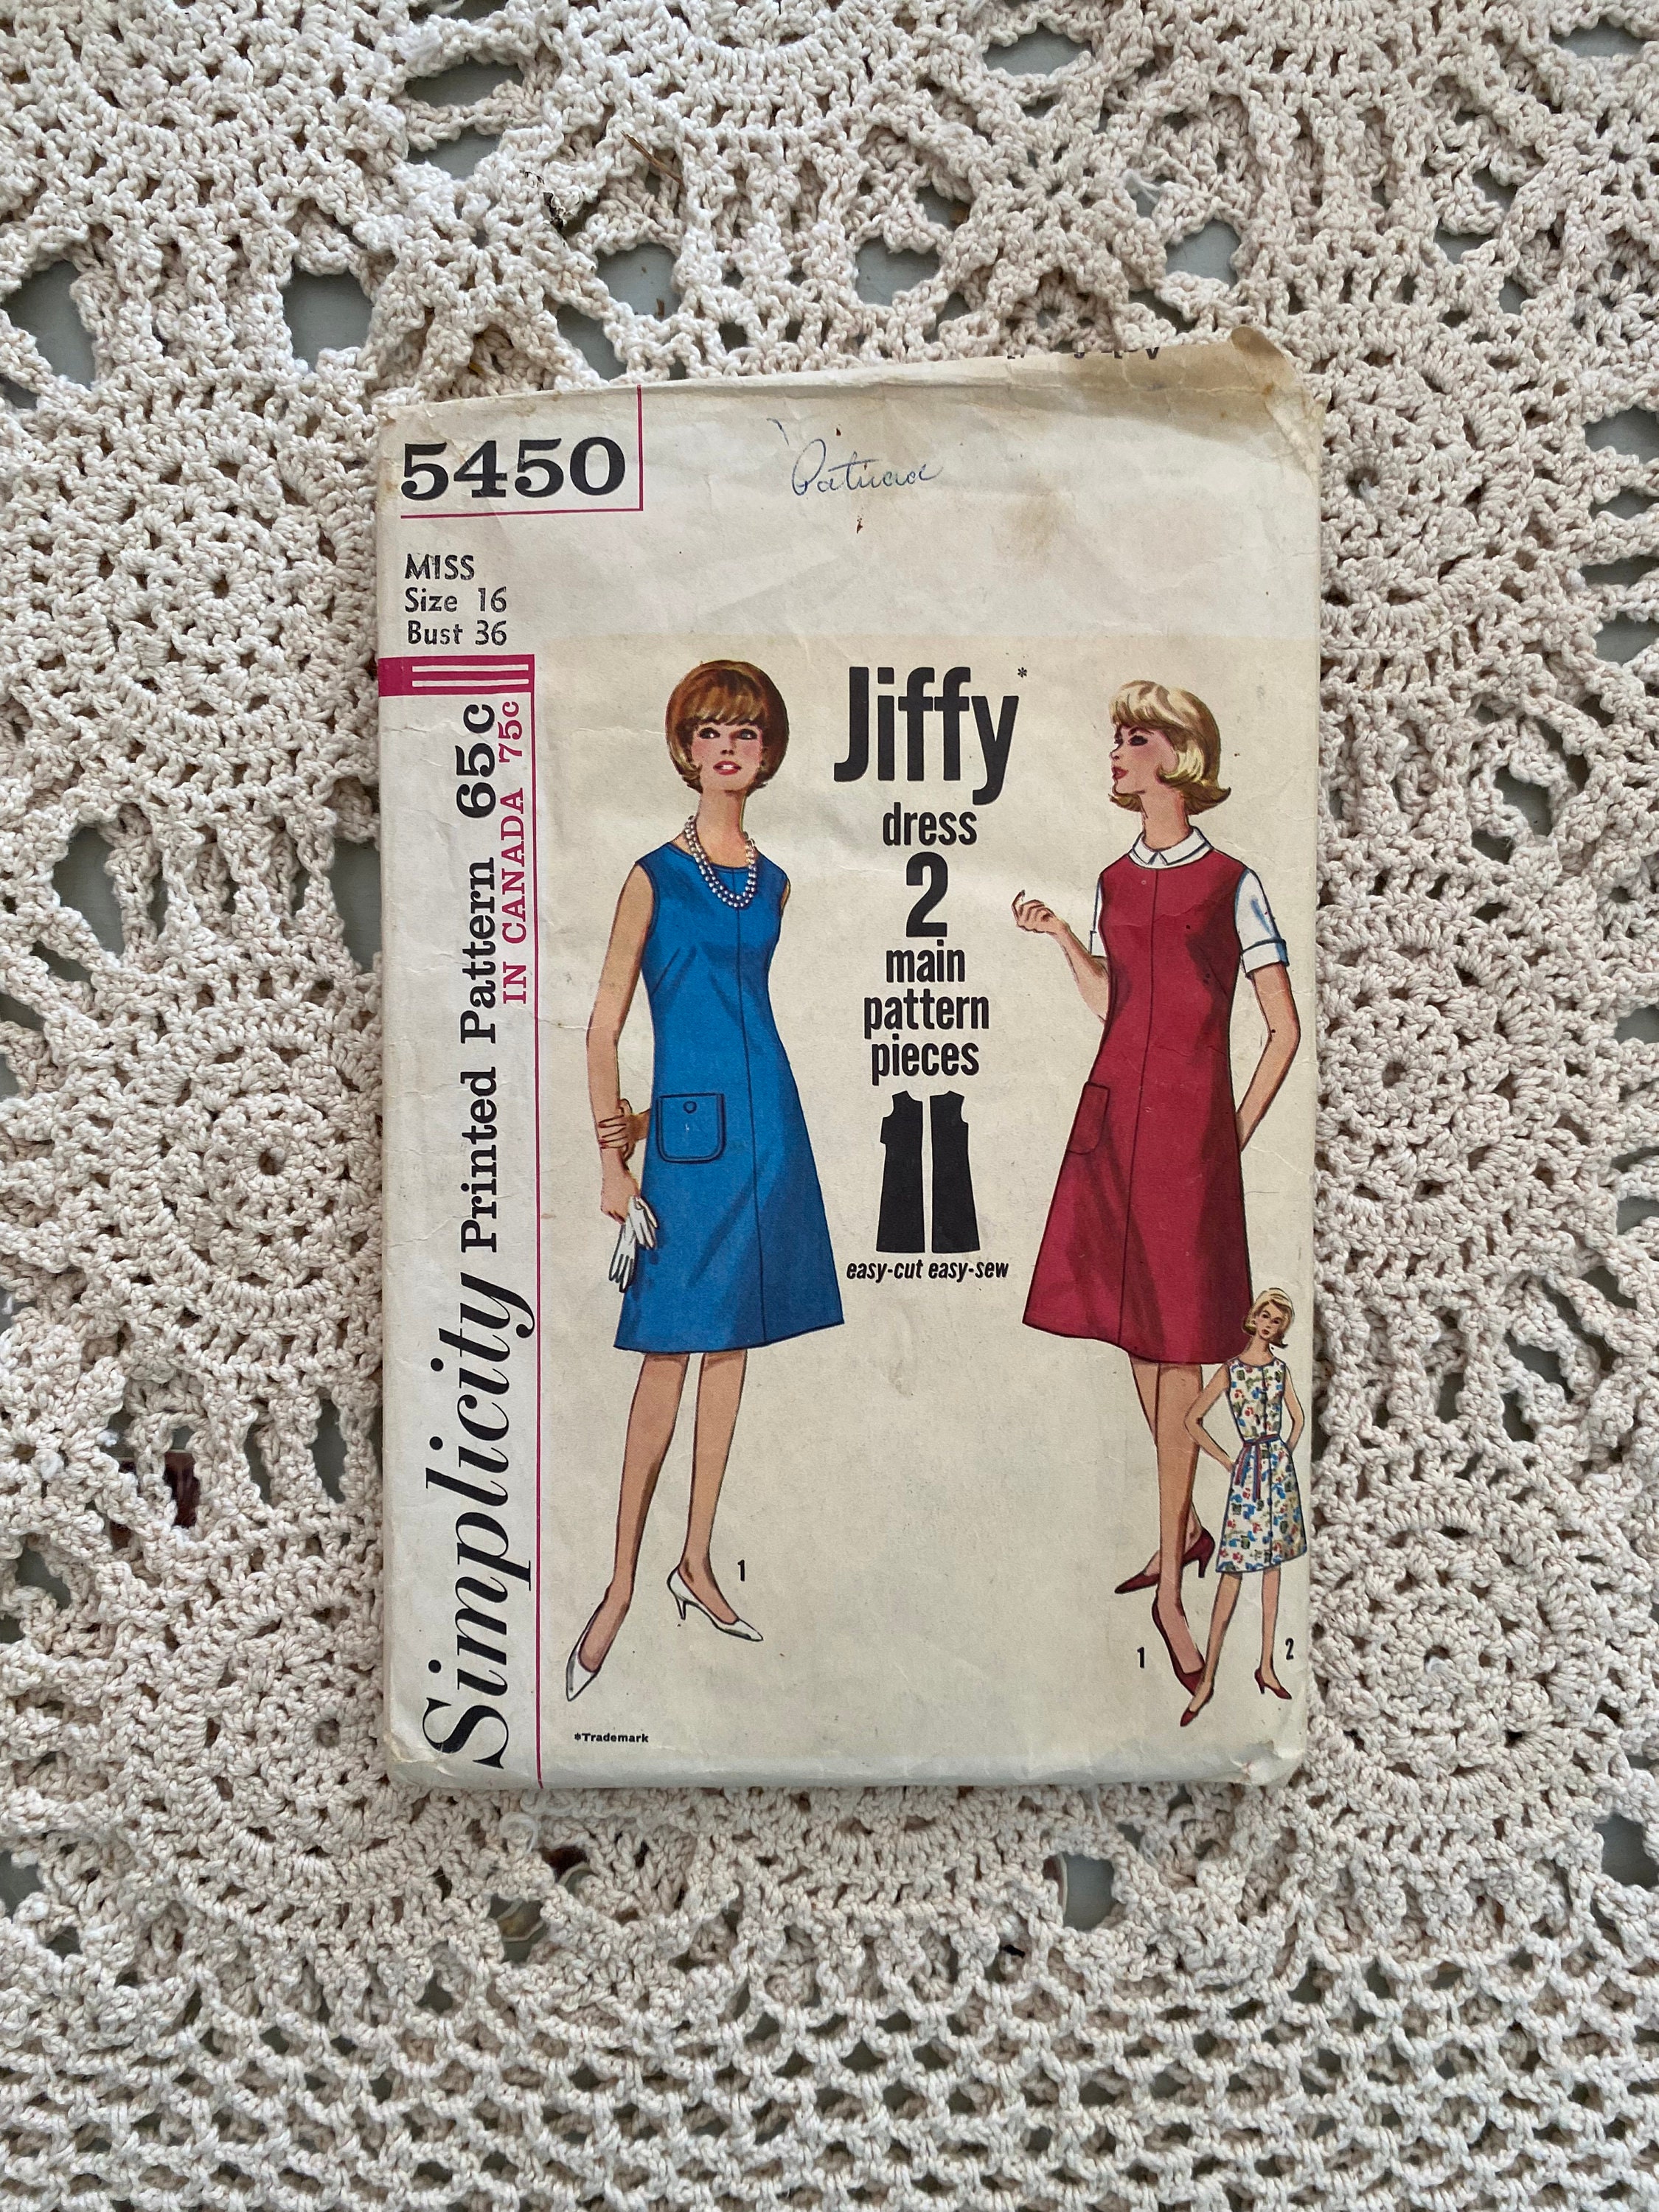 5450
Patricia
MISS
Size 16
Bust 36
Simplicity Printed Pattern 65c
IN CANADA 75c
Jiffy*
dress
2
main
pattern
pieces
easy-cut easy-sew
1
1
2
*Trademark